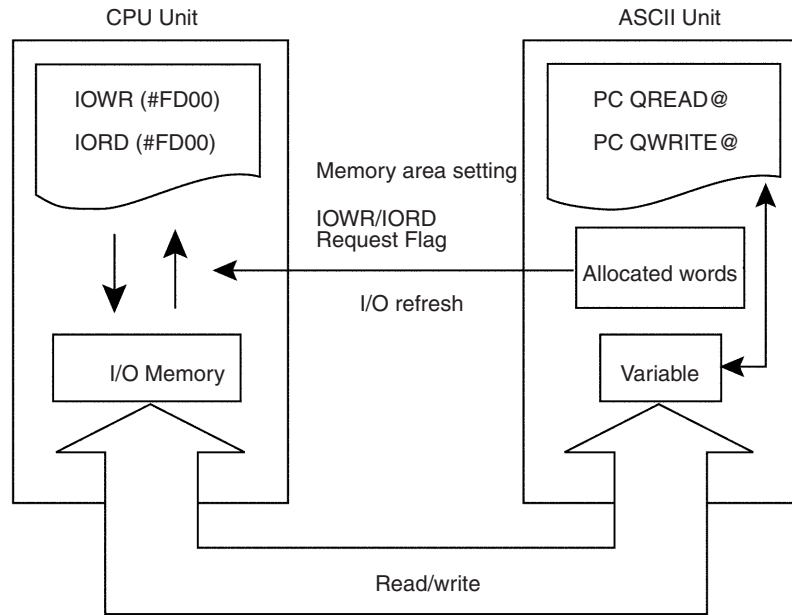 CPU Unit
ASCII Unit
IOWR (#FD00)
IORD (#FD00)
PC QREAD@
PC QWRITE@
Memory area setting
IOWR/IORD
Request Flag
Allocated words
I/O refresh
I/O Memory
Variable
Read/write